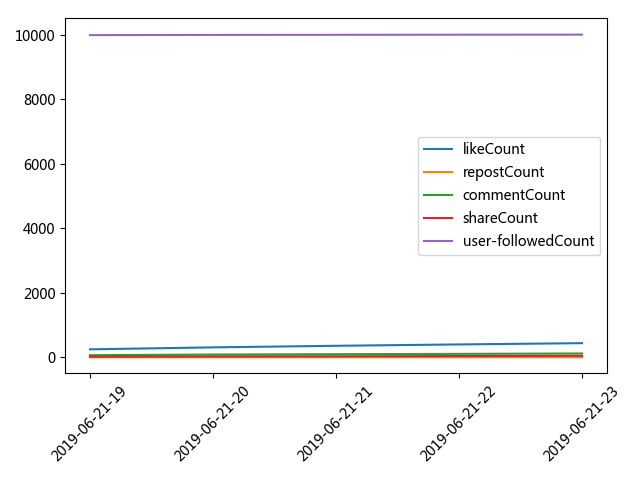 10000
8000
6000
4000
2000
0
likeCount
repostCount
commentCount
shareCount
user-followedCount
2019-06-21-19
2019-06-21-20
2019-06-21-21
2019-06-21-22
2019-06-21-23